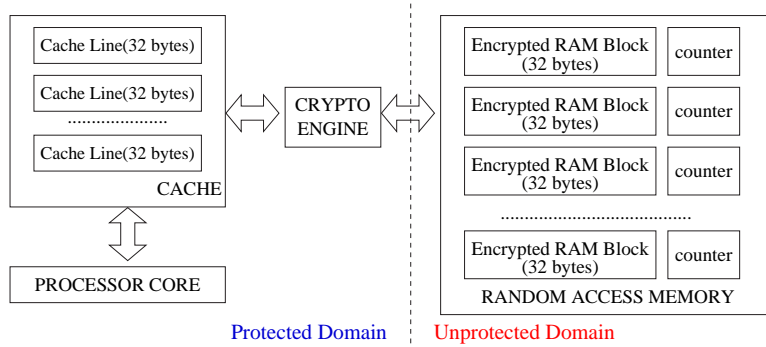 Cache Line(32 bytes)
Cache Line(32 bytes)
.....................
Cache Line(32 bytes)
CACHE
PROCESSOR CORE
CRYPTO
ENGINE
Encrypted RAM Block
(32 bytes)
counter
Encrypted RAM Block
(32 bytes)
counter
Encrypted RAM Block
(32 bytes)
counter
........................................
Encrypted RAM Block
(32 bytes)
counter
RANDOM ACCESS MEMORY
Protected Domain
Unprotected Domain